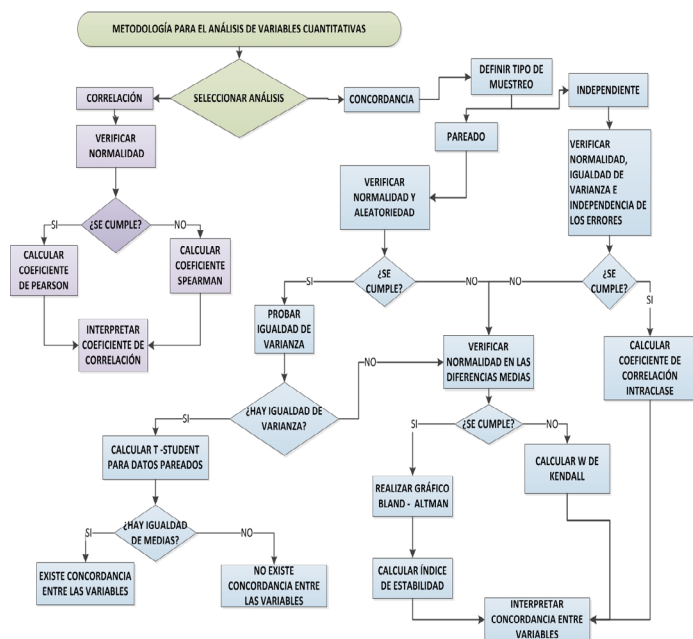 METODOLOGÍA PARA EL ANÁLISIS DE VARIABLES CUANTITATIVAS
SELECCIONAR ANÁLISIS
CORRELACIÓN
VERIFICAR
NORMALIDAD
¿SE CUMPLE?
SI
NO
CALCULAR
COEFICIENTE
DE PEARSON
CALCULAR
COEFICIENTE
SPEARMAN
INTERPRETAR
COEFICIENTE DE
CORRELACIÓN
CONCORDANCIA
DEFINIR TIPO DE
MUESTREO
PAREADO
INDEPENDIENTE
VERIFICAR
NORMALIDAD Y
ALEATORIEDAD
VERIFICAR
NORMALIDAD,
IGUALDAD DE
VARIANZA E
INDEPENDENCIA DE
LOS ERRORES
¿SE
CUMPLE?
SI
NO
NO
¿SE
CUMPLE?
SI
PROBAR
IGUALDAD DE
VARIANZA
VERIFICAR
NORMALIDAD EN LAS
DIFERENCIAS MEDIAS
CALCULAR
COEFICIENTE DE
CORRELACIÓN
INTRACLASE
¿HAY IGUALDAD DE
VARIANZA?
NO
SI
¿SE CUMPLE?
SI
NO
CALCULAR T -STUDENT
PARA DATOS PAREADOS
REALIZAR GRÁFICO
BLAND - ALTMAN
CALCULAR W DE
KENDALL
¿HAY IGUALDAD
DE MEDIAS?
SI
NO
EXISTE CONCORDANCIA
ENTRE LAS VARIABLES
NO EXISTE
CONCORDANCIA ENTRE
LAS VARIABLES
CALCULAR ÍNDICE DE
ESTABILIDAD
INTERPRETAR
CONCORDANCIA ENTRE
VARIABLES